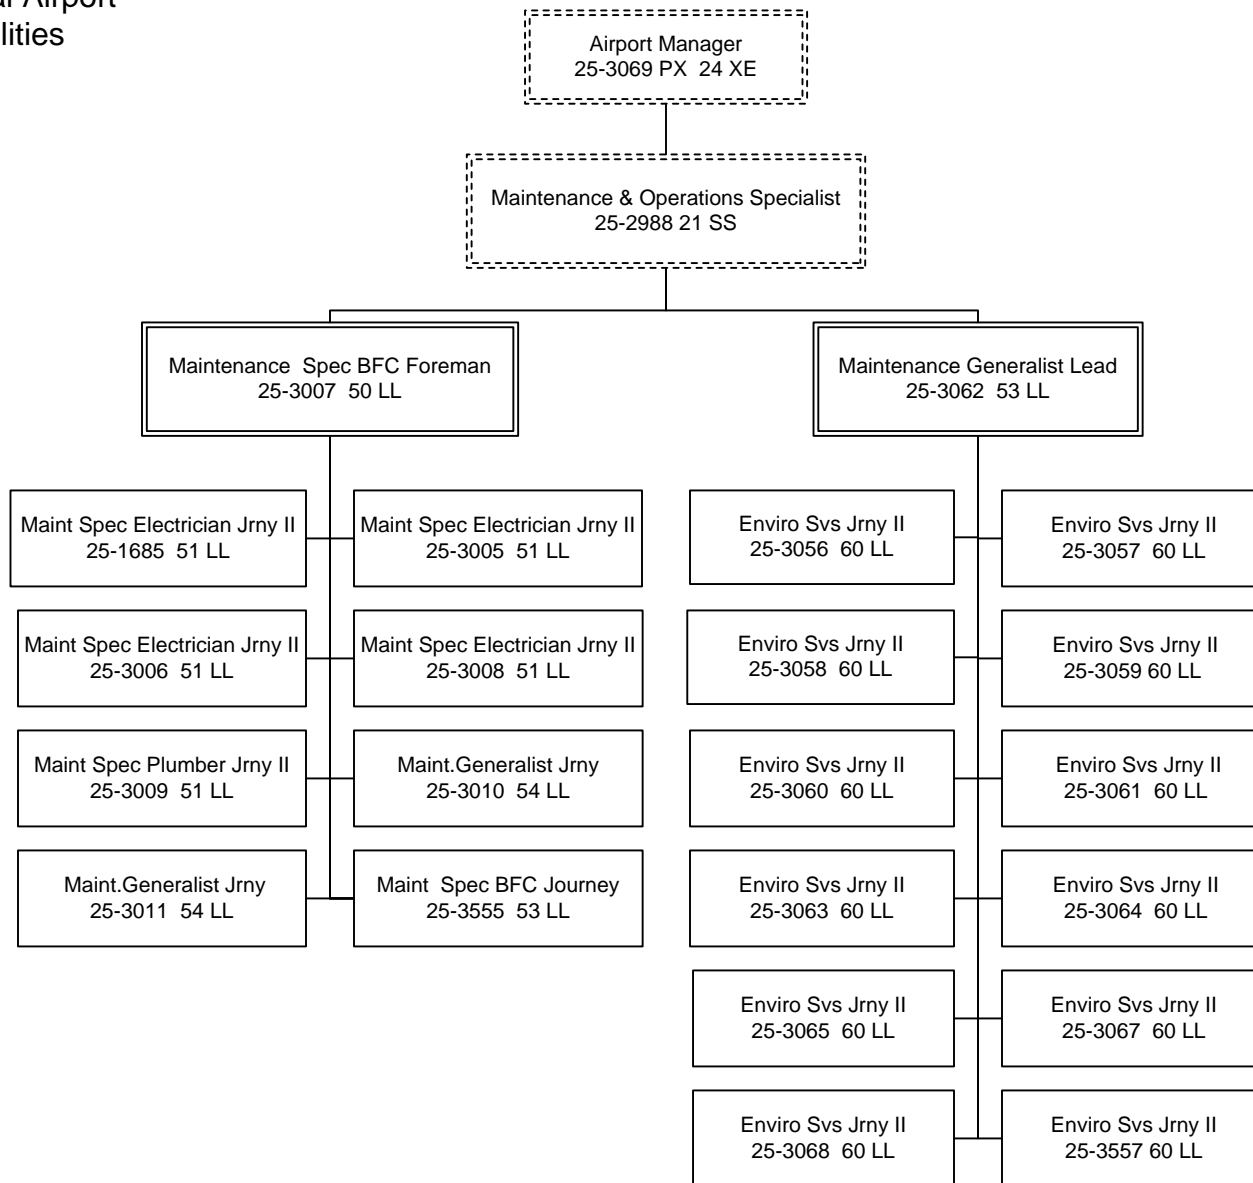 Airport
Airport Manager
25-3069 PX  24 XE
Maintenance & Operations Specialist
25-2988 21 SS
Maintenance  Spec BFC Foreman
25-3007  50 LL
Maintenance Generalist Lead
25-3062  53 LL
Maint Spec Electrician Jrny II
25-1685  51 LL
Maint Spec Electrician Jrny II
25-3005  51 LL
Enviro Svs Jrny II
25-3056  60 LL
Enviro Svs Jrny II
25-3057  60 LL
Maint Spec Electrician Jrny II
25-3006  51 LL
Maint Spec Electrician Jrny II
25-3008  51 LL
Enviro Svs Jrny II
25-3058  60 LL
Enviro Svs Jrny II
25-3059 60 LL
Maint Spec Plumber Jrny II
25-3009  51 LL
Maint.Generalist Jrny
25-3010  54 LL
Enviro Svs Jrny II
25-3060  60 LL
Enviro Svs Jrny II
25-3061  60 LL
Maint.Generalist Jrny
25-3011  54 LL
Maint  Spec BFC Journey
25-3555  53 LL
Enviro Svs Jrny II
25-3063  60 LL
Enviro Svs Jrny II
25-3064  60 LL
Enviro Svs Jrny II
25-3065  60 LL
Enviro Svs Jrny II
25-3067  60 LL
Enviro Svs Jrny II
25-3068  60 LL
Enviro Svs Jrny II
25-3557 60 LL